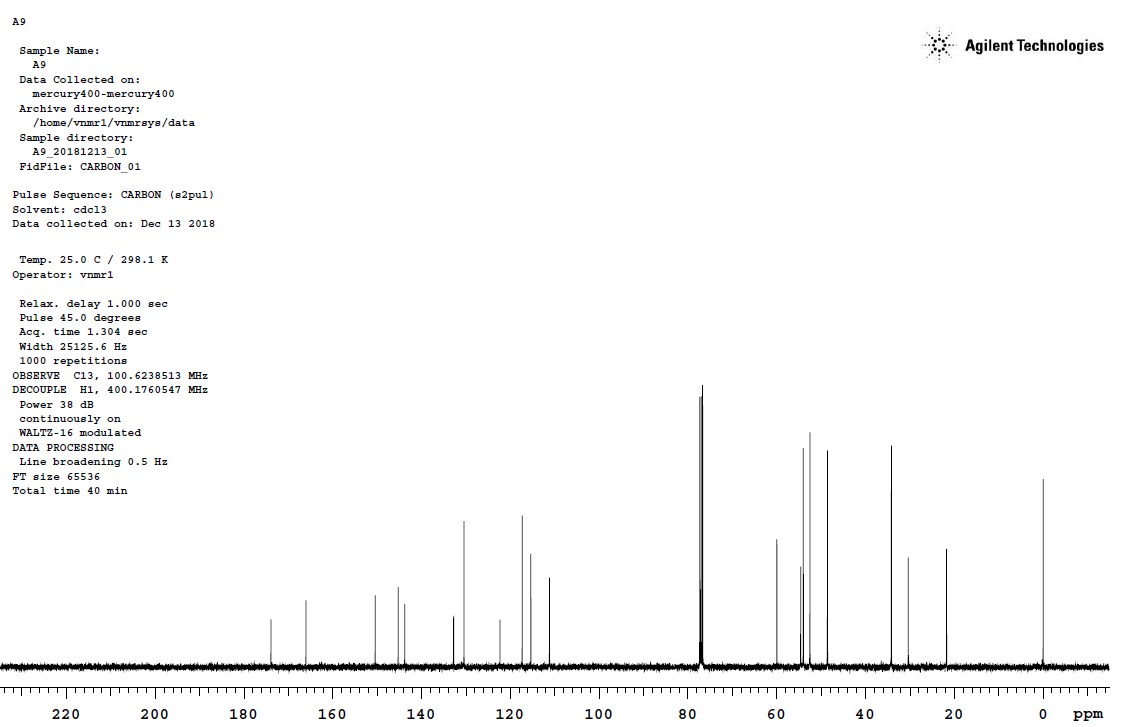 A9
Agilent Technologies
Sample Name:
A9
Data Collected on:
mercury400-mercury400
Archive directory:
/home/vnmr1/vnmrsys/data
Sample directory:
A9_20181213_01
FidFile: CARBON_01
Pulse Sequence: CARBON (s2pul)
Solvent: cdcl3
Data collected on: Dec 13 2018
Temp. 25.0 C / 298.1 K
Operator: vnmr1
Relax. delay 1.000 sec
Pulse 45.0 degrees
Acq. time 1.304 sec
Width 25125.6 Hz
1000 repetitions
OBSERVE C13, 100.6238513 MHz
DECOUPLE H1, 400.1760547 MHz
Power 38 dB
continuously on
WALTZ-16 modulated
DATA PROCESSING
Line broadening 0.5 Hz
FT size 65536
Total time 40 min
220 200 180 160 140 120 100 80 60 40 20 0 ppm